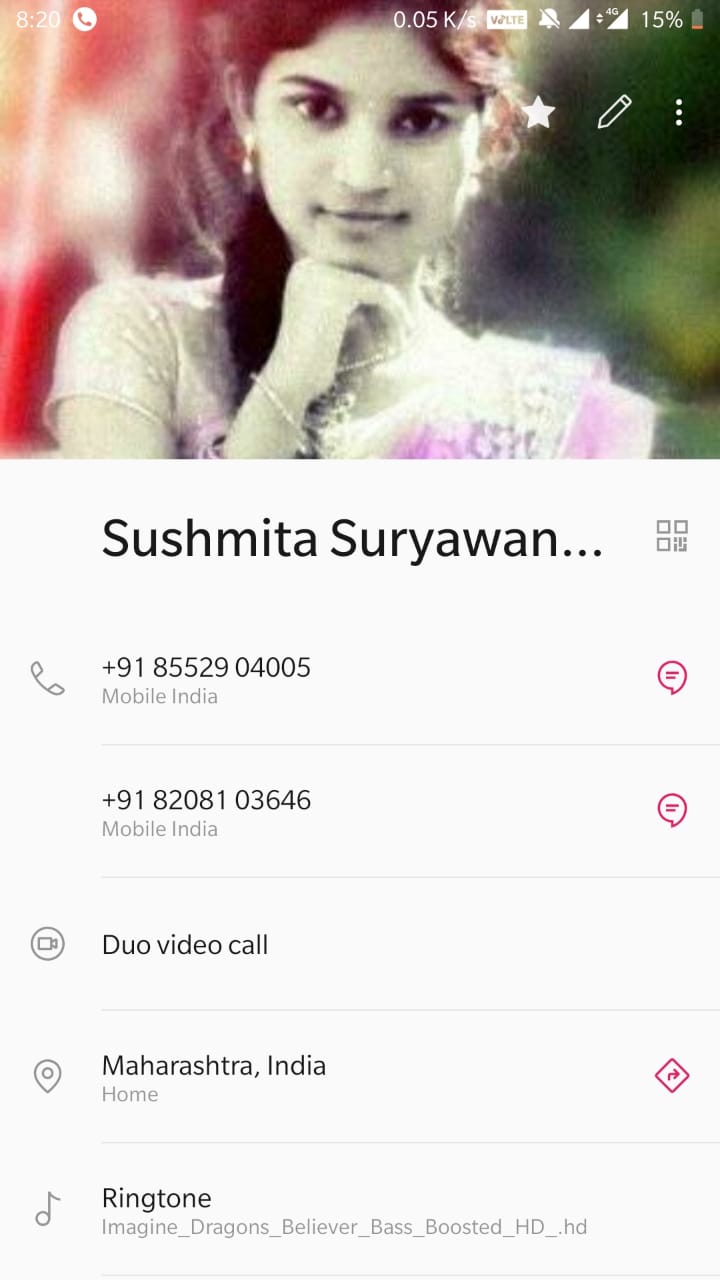 8:20 0.05 K/s VoLTE 4G 15%
Sushmita Suryawan...
+91 85529 04005
Mobile India
+91 82081 03646
Mobile India
Duo video call
Maharashtra, India
Home
Ringtone
Imagine_Dragons_Believer_Bass_Boosted_HD_.hd